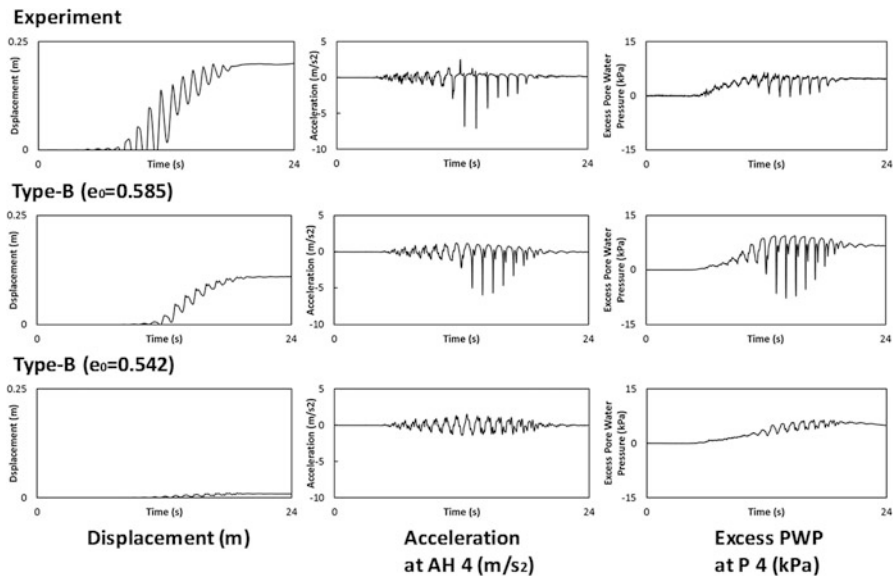 Experiment
0.25
Dsplacement (m)
0
0
Time (s)
24
5
0
-5
-10
Acceleration (m/s2)
0
Time (s)
24
15
0
-15
Excess Pore Water
Pressure (kPa)
0
Time (s)
24
Type-B (e0=0.585)
0.25
Dsplacement (m)
0
0
Time (s)
24
5
0
-5
-10
Acceleration (m/s2)
0
Time (s)
24
15
0
-15
Excess Pore Water
Pressure (kPa)
0
Time (s)
24
Type-B (e0=0.542)
0.25
Dsplacement (m)
0
0
Time (s)
24
5
0
-5
-10
Acceleration (m/s2)
0
Time (s)
24
15
0
-15
Excess Pore Water
Pressure (kPa)
0
Time (s)
24
Displacement (m)
Acceleration
at AH 4 (m/s2)
Excess PWP
at P 4 (kPa)